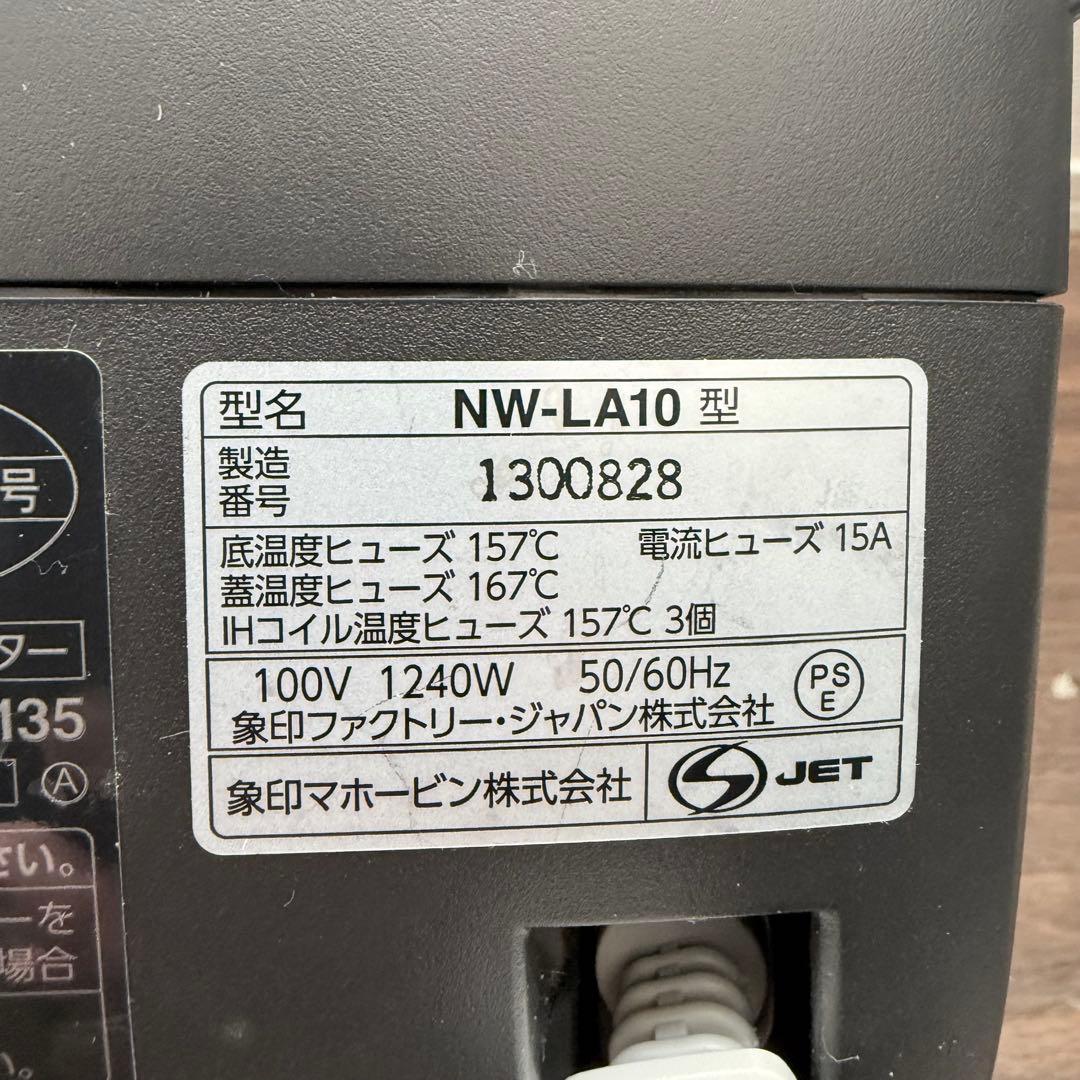 型名 NW-LA10 型
製造
番号 1300828
底温度ヒューズ 157℃ 電流ヒューズ 15A
蓋温度ヒューズ 167℃
IHコイル温度ヒューズ 157℃ 3個
100V 1240W 50/60Hz PS E
象印ファクトリー・ジャパン株式会社
象印マホービン株式会社 JET
号
ター
135
A
さい。
ーを
場合
い。